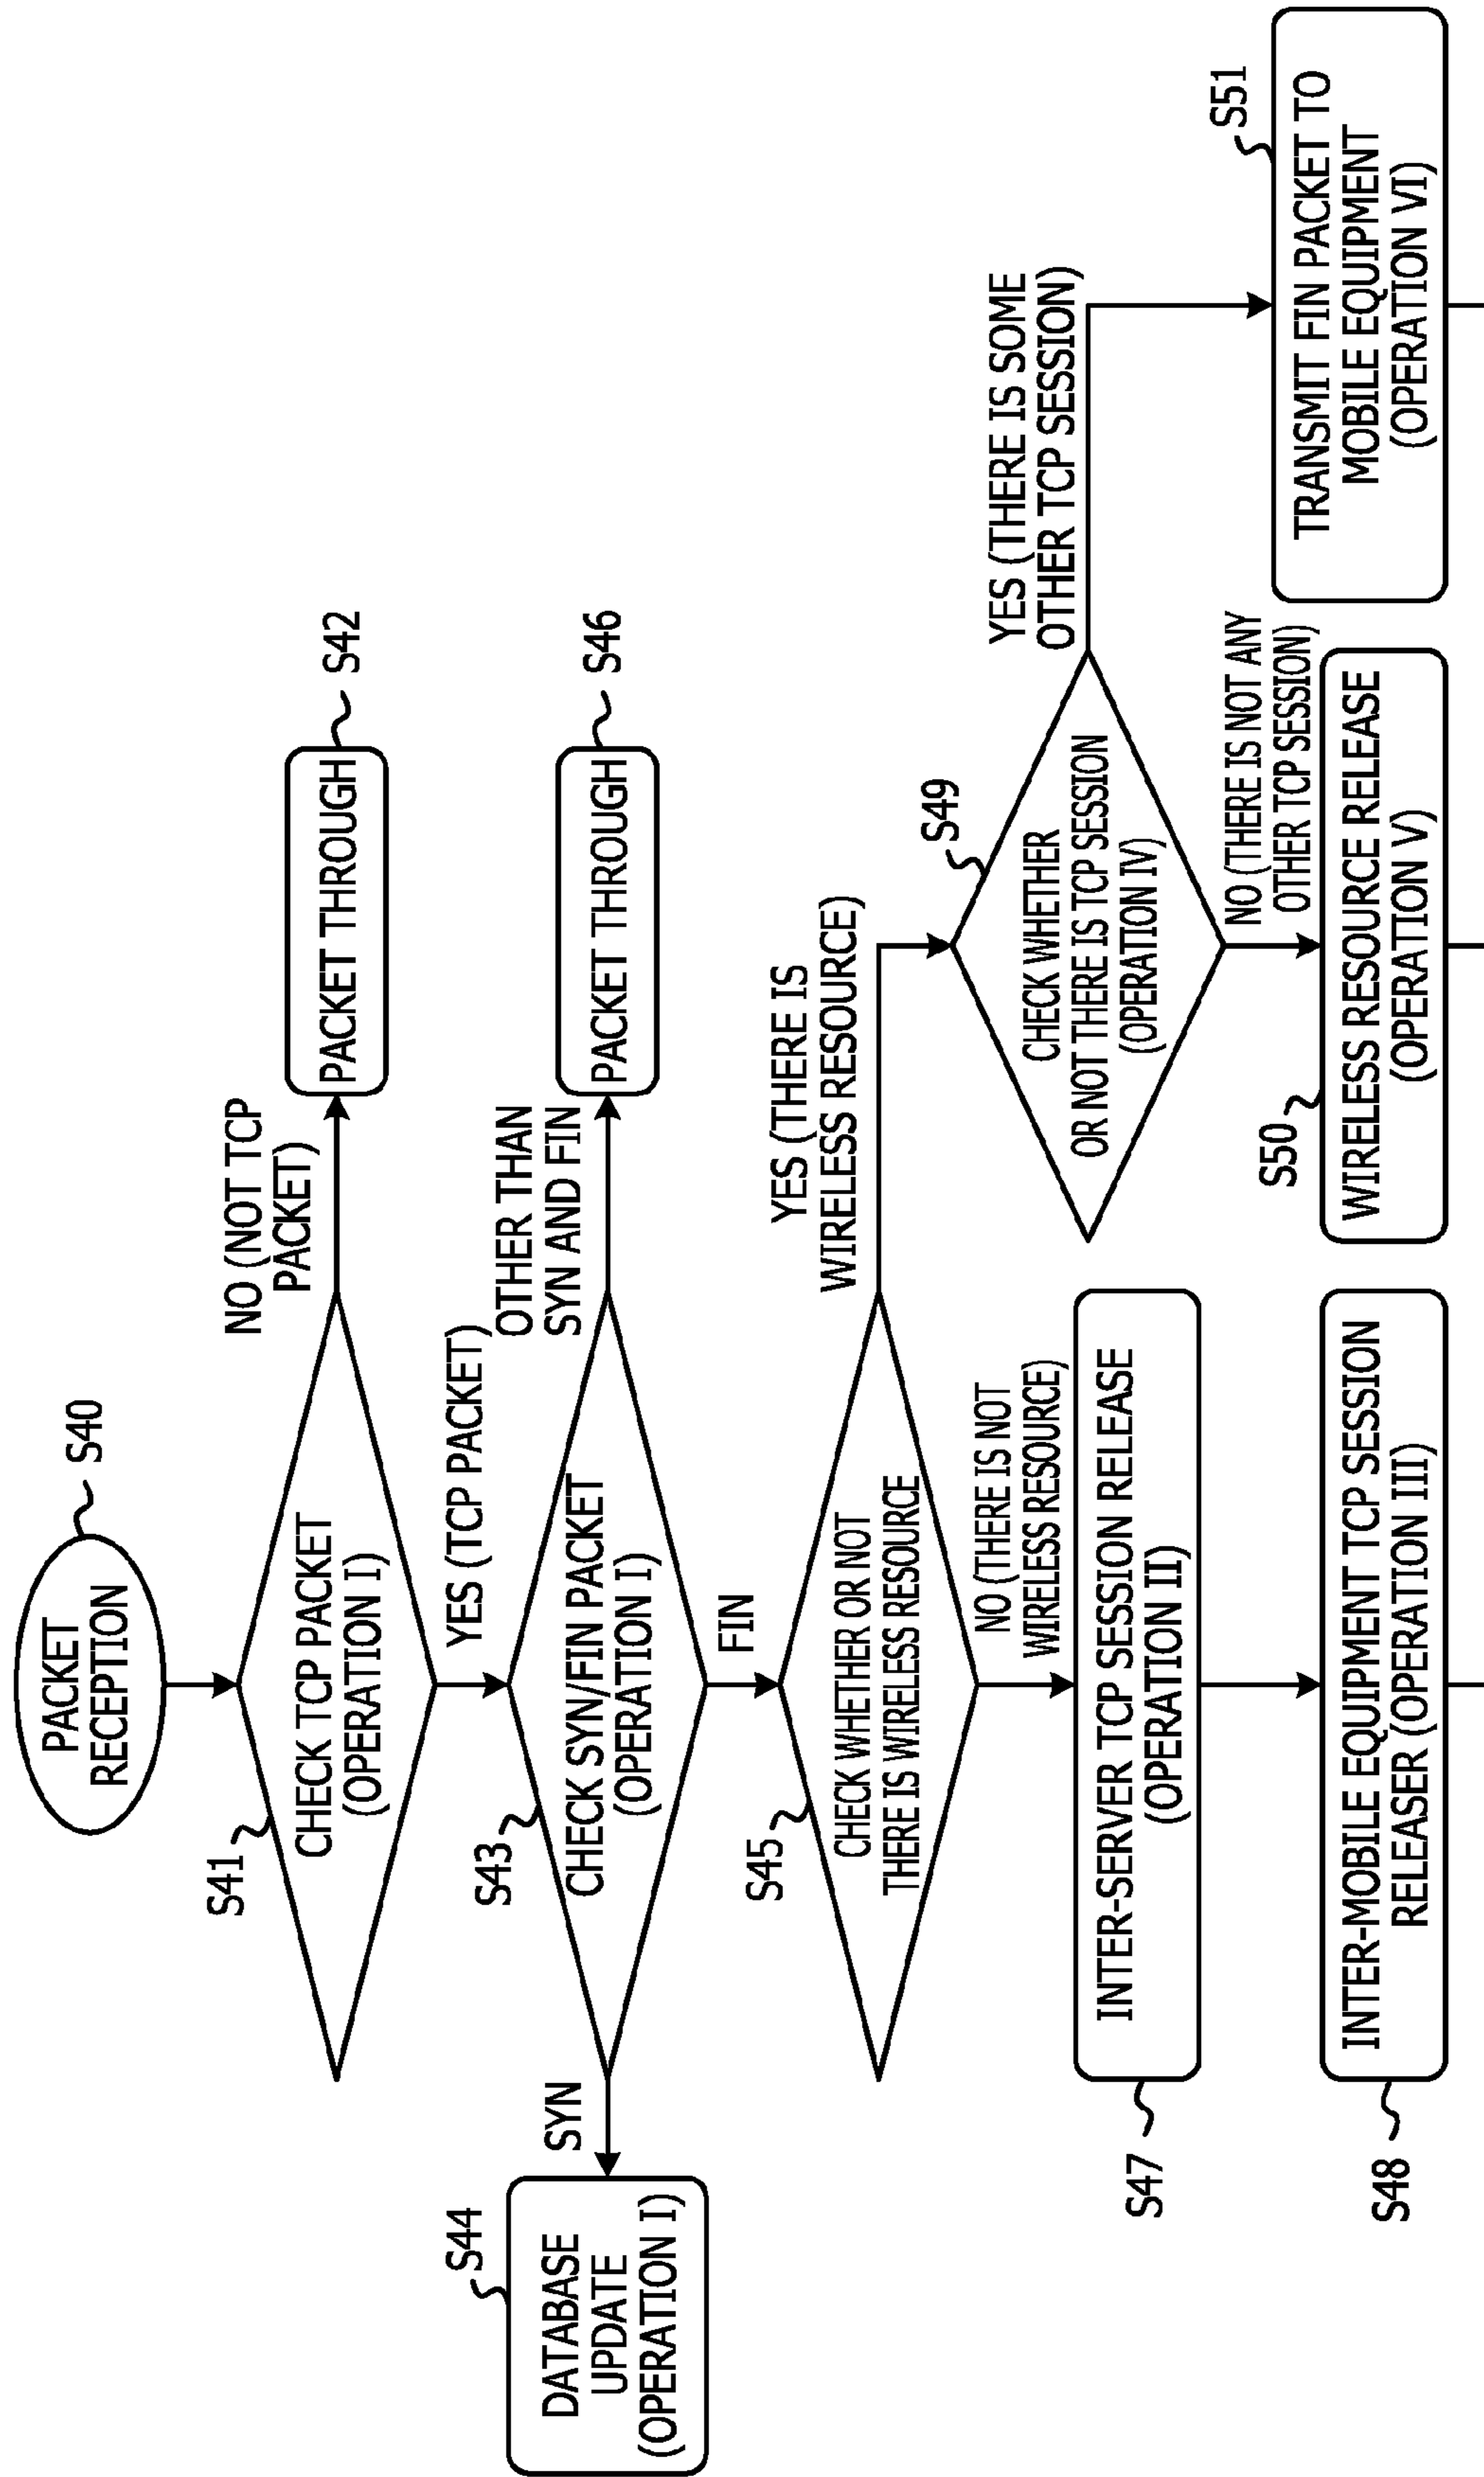 PACKET
RECEPTION
S40
S41
CHECK TCP PACKET
(OPERATION I)
NO (NOT TCP
PACKET)
PACKET THROUGH
S42
YES (TCP PACKET)
S43
CHECK SYN/FIN PACKET
(OPERATION I)
SYN
S44
DATABASE
UPDATE
(OPERATION I)
OTHER THAN
SYN AND FIN
PACKET THROUGH
S46
FIN
S45
CHECK WHETHER OR NOT
THERE IS WIRELESS RESOURCE
YES (THERE IS
WIRELESS RESOURCE)
NO (THERE IS NOT
WIRELESS RESOURCE)
S47
INTER-SERVER TCP SESSION RELEASE
(OPERATION II)
S48
INTER-MOBILE EQUIPMENT TCP SESSION
RELEASER (OPERATION III)
S49
CHECK WHETHER
OR NOT THERE IS TCP SESSION
(OPERATION IV)
YES (THERE IS SOME
OTHER TCP SESSION)
NO (THERE IS NOT ANY
OTHER TCP SESSION)
S50
WIRELESS RESOURCE RELEASE
(OPERATION V)
S51
TRANSMIT FIN PACKET TO
MOBILE EQUIPMENT
(OPERATION VI)